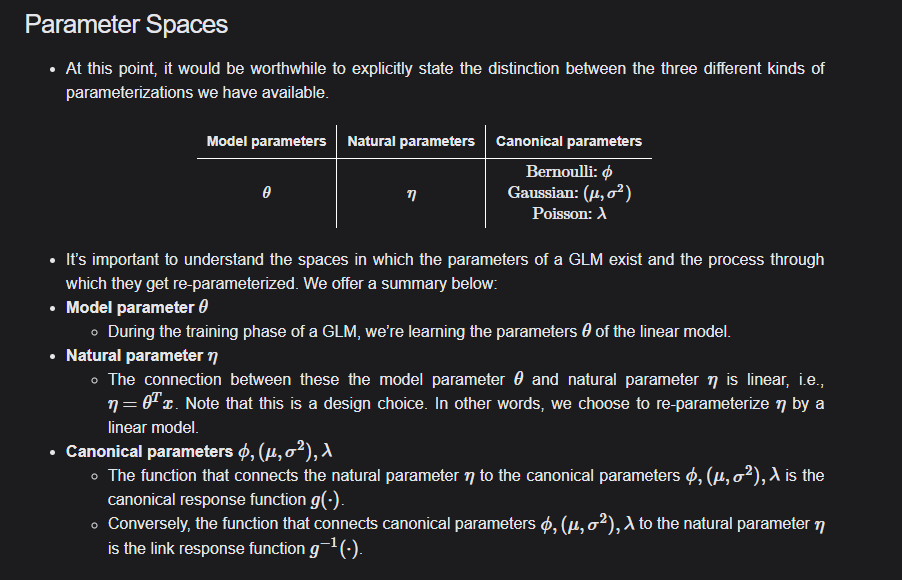 Parameter Spaces
• At this point, it would be worthwhile to explicitly state the distinction between the three different kinds of
parameterizations we have available.
Model parameters Natural parameters Canonical parameters
Bernoulli: ϕ
θ η Gaussian: (μ, σ²)
Poisson: λ
• It's important to understand the spaces in which the parameters of a GLM exist and the process through
which they get re-parameterized. We offer a summary below:
• Model parameter θ
◦ During the training phase of a GLM, we're learning the parameters θ of the linear model.
• Natural parameter η
◦ The connection between these the model parameter θ and natural parameter η is linear, i.e.,
η = θᵀx. Note that this is a design choice. In other words, we choose to re-parameterize η by a
linear model.
• Canonical parameters ϕ, (μ, σ²), λ
◦ The function that connects the natural parameter η to the canonical parameters ϕ, (μ, σ²), λ is the
canonical response function g(·).
◦ Conversely, the function that connects canonical parameters ϕ, (μ, σ²), λ to the natural parameter η
is the link response function g⁻¹(·).